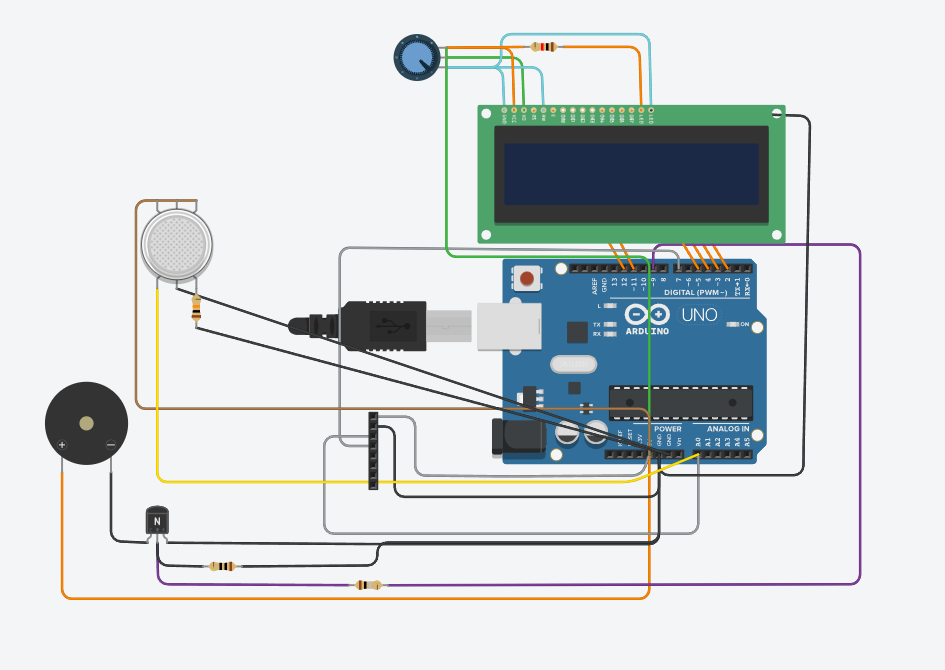 AREF
GND
13
12
~11
~10
~9
8
7
~6
~5
4
~3
2
TX→1
RX←0
DIGITAL (PWM~)
L
TX
RX
UNO
ARDUINO
ON
+
−
POWER
ANALOG IN
GND
GND
Vin
A0
A1
A2
A3
A4
A5
N